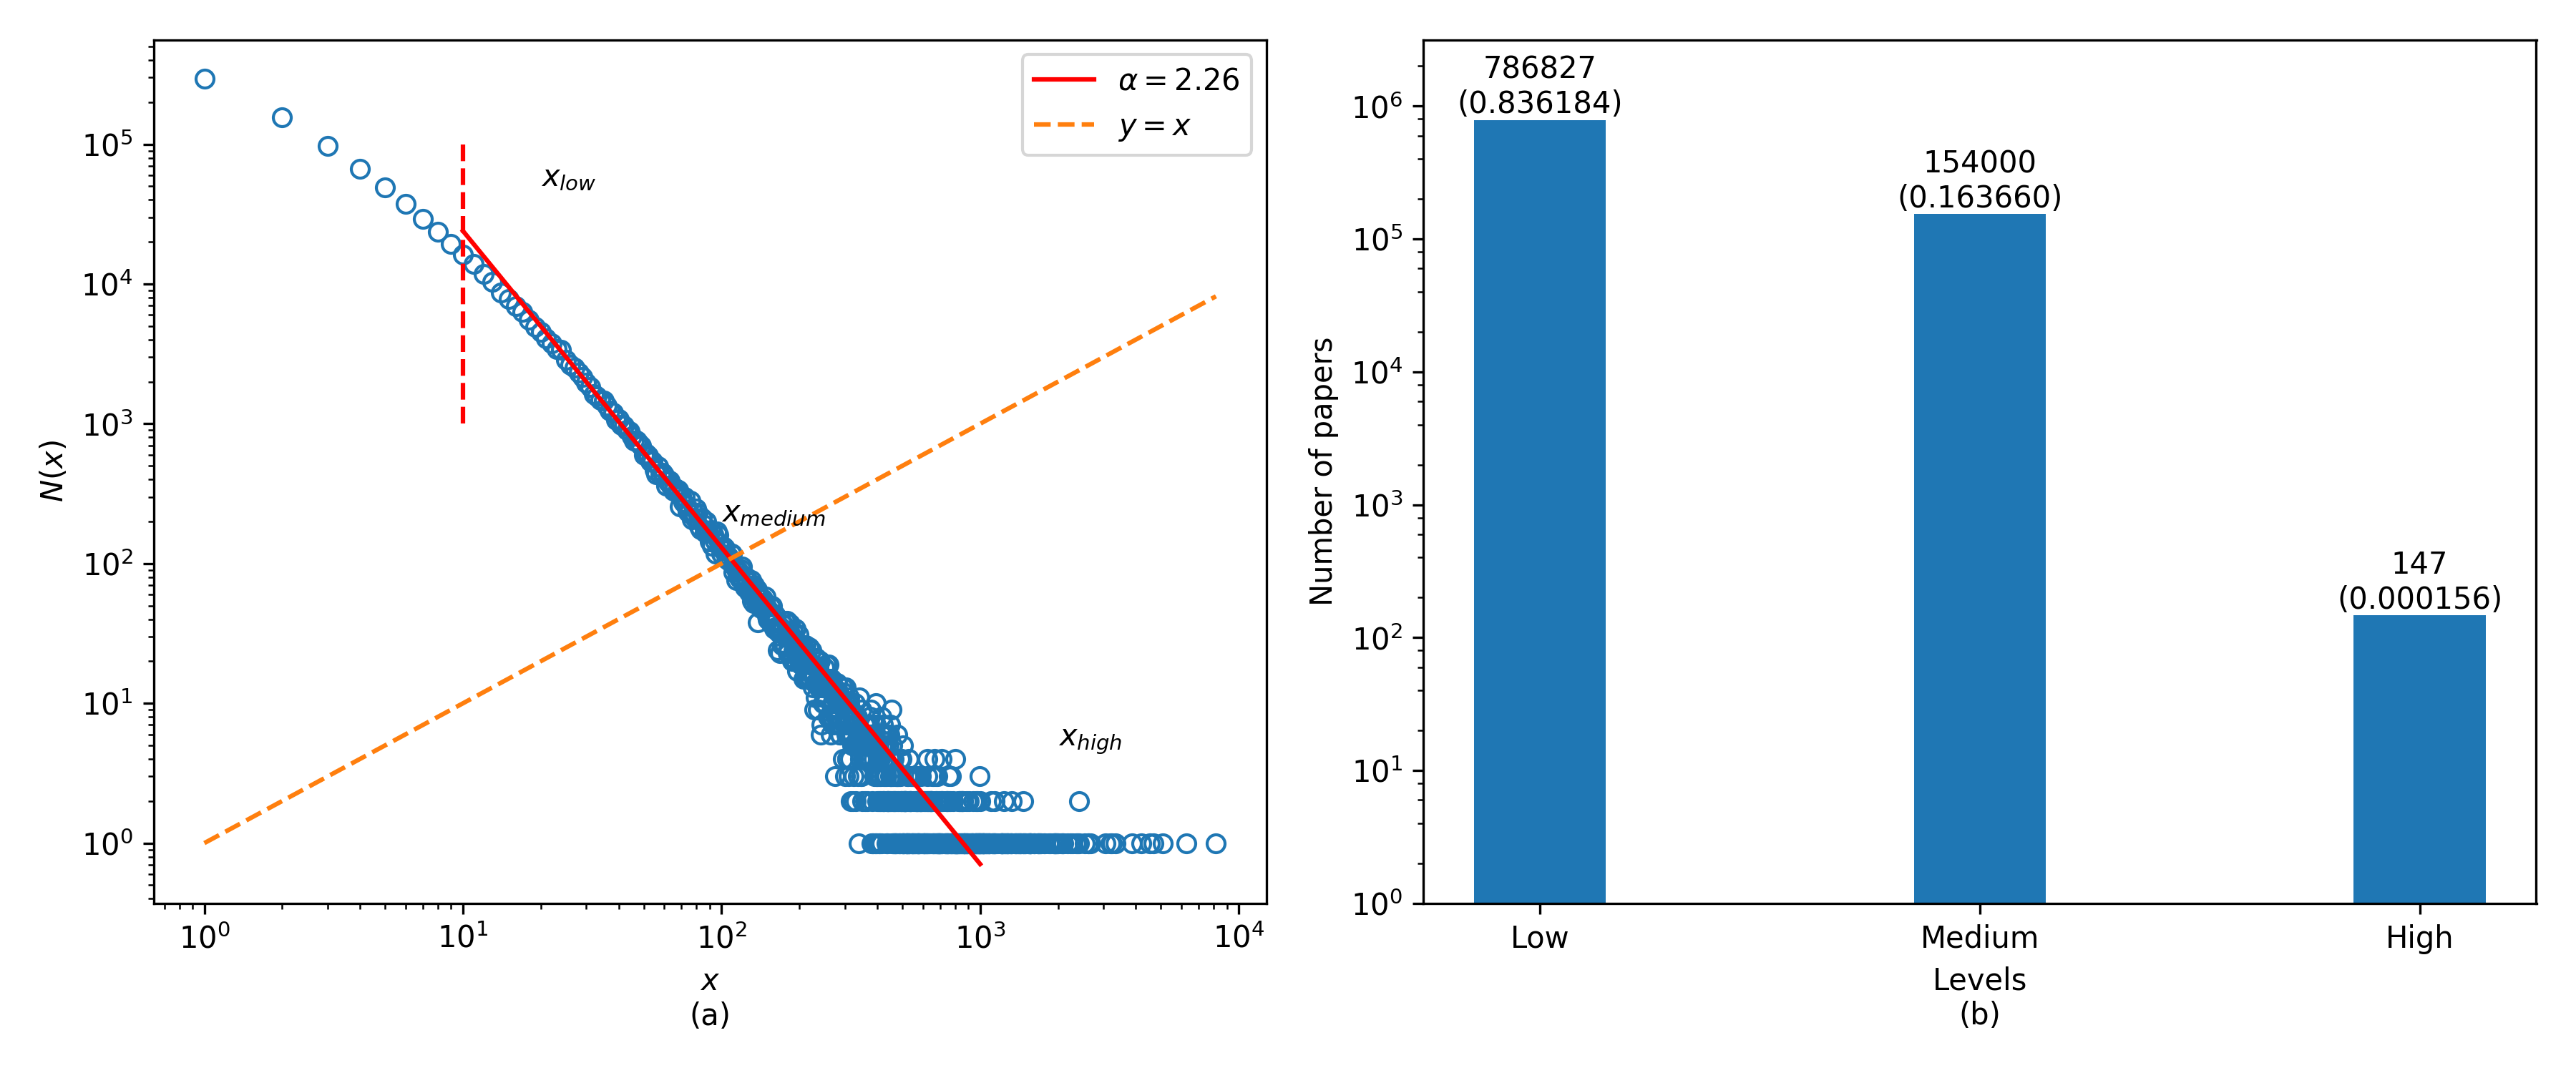 α = 2.26
y = x
x_low
x_medium
x_high
10^5
10^4
10^3
10^2
10^1
10^0
N(x)
10^0 10^1 10^2 10^3 10^4
x
(a)
786827
(0.836184)
154000
(0.163660)
147
(0.000156)
10^6
10^5
10^4
10^3
10^2
10^1
10^0
Number of papers
Low Medium High
Levels
(b)